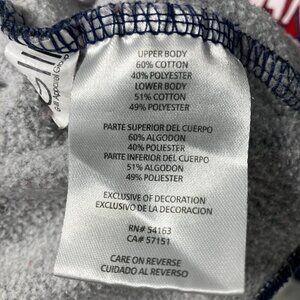 UPPER BODY
60% COTTON
40% POLYESTER
LOWER BODY
51% COTTON
49% POLYESTER
PARTE SUPERIOR DEL CUERPO
60% ALGODON
40% POLIESTER
PARTE INFERIOR DEL CUERPO
51% ALGODON
49% POLIESTER
EXCLUSIVE OF DECORATION
EXCLUSIVO DE LA DECORACION
RN# 54163
CA# 57151
CARE ON REVERSE
CUIDADO AL REVERSO
Apparel